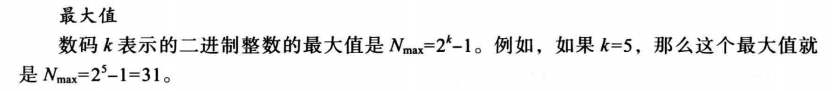 最大值
数码 k 表示的二进制整数的最大值是 Nmax=2^k–1。例如，如果 k=5，那么这个最大值就
是 Nmax=2^5–1=31。